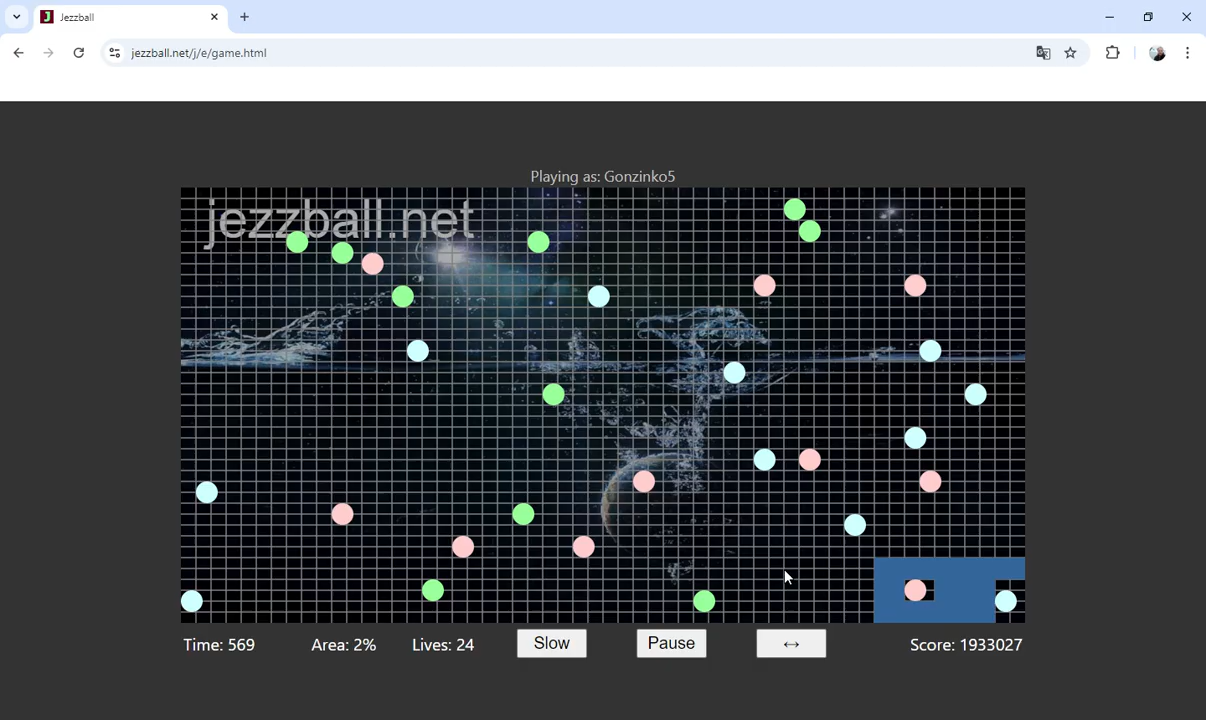 Jezzball
jezzball.net/j/e/game.html
Playing as: Gonzinko5
jezzball.net
Time: 569
Area: 2%
Lives: 24
Slow
Pause
↔
Score: 1933027